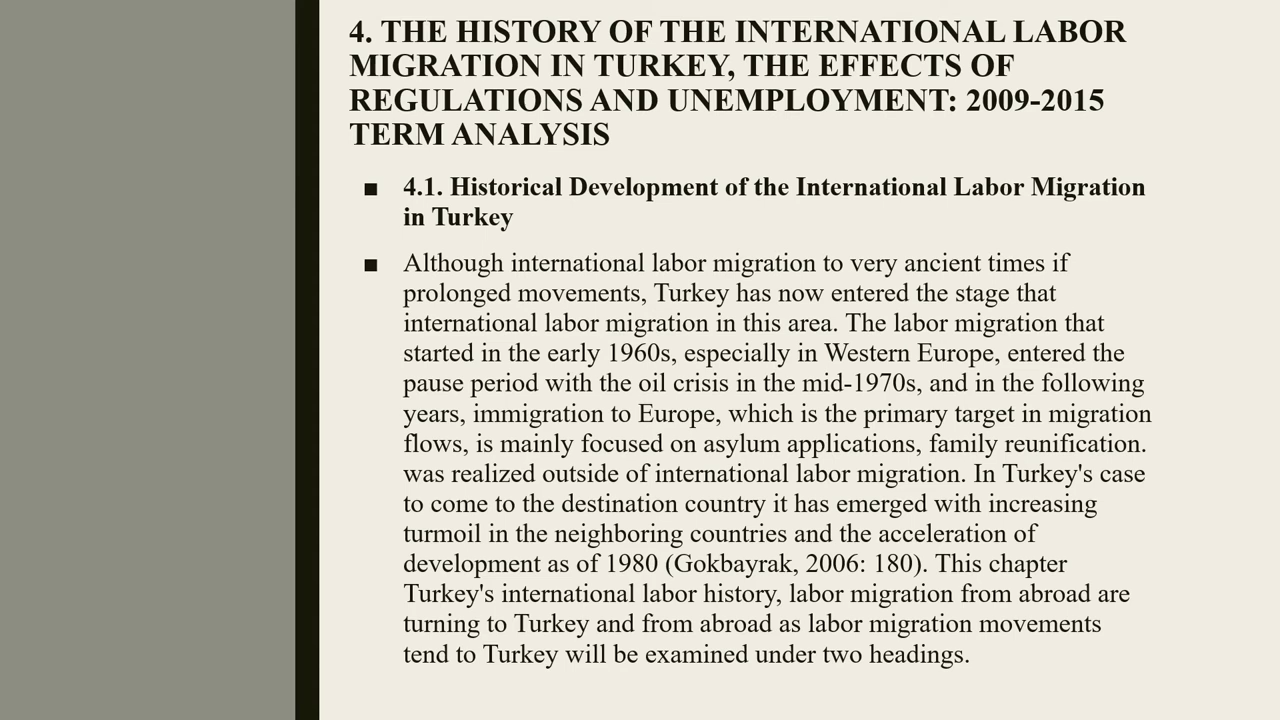 4. THE HISTORY OF THE INTERNATIONAL LABOR
MIGRATION IN TURKEY, THE EFFECTS OF
REGULATIONS AND UNEMPLOYMENT: 2009-2015
TERM ANALYSIS
■ 4.1. Historical Development of the International Labor Migration
in Turkey
■ Although international labor migration to very ancient times if
prolonged movements, Turkey has now entered the stage that
international labor migration in this area. The labor migration that
started in the early 1960s, especially in Western Europe, entered the
pause period with the oil crisis in the mid-1970s, and in the following
years, immigration to Europe, which is the primary target in migration
flows, is mainly focused on asylum applications, family reunification.
was realized outside of international labor migration. In Turkey's case
to come to the destination country it has emerged with increasing
turmoil in the neighboring countries and the acceleration of
development as of 1980 (Gokbayrak, 2006: 180). This chapter
Turkey's international labor history, labor migration from abroad are
turning to Turkey and from abroad as labor migration movements
tend to Turkey will be examined under two headings.